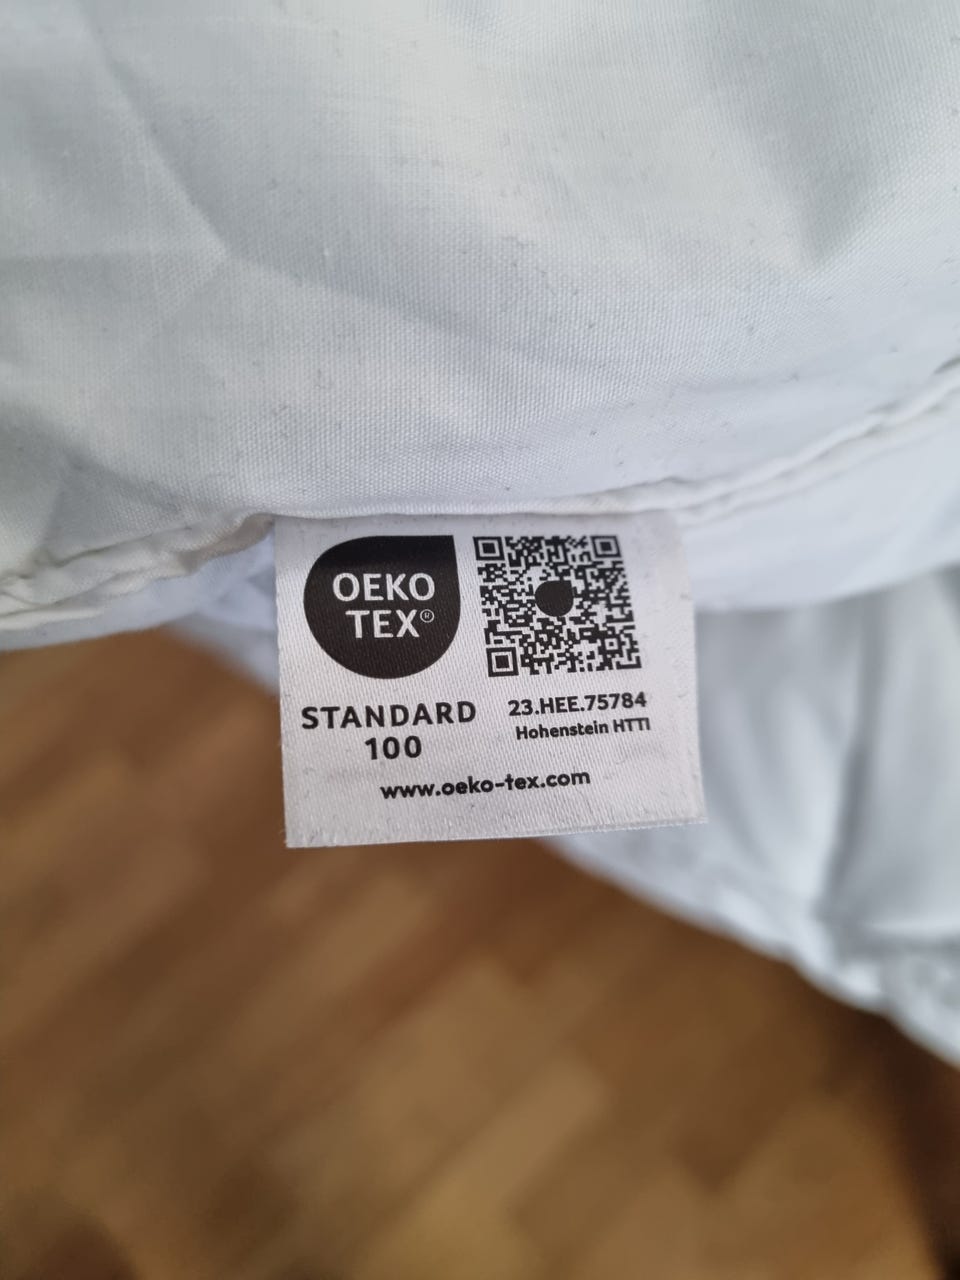 OEKO
TEX®
STANDARD
100
23.HEE.75784
Hohenstein HTTI
www.oeko-tex.com